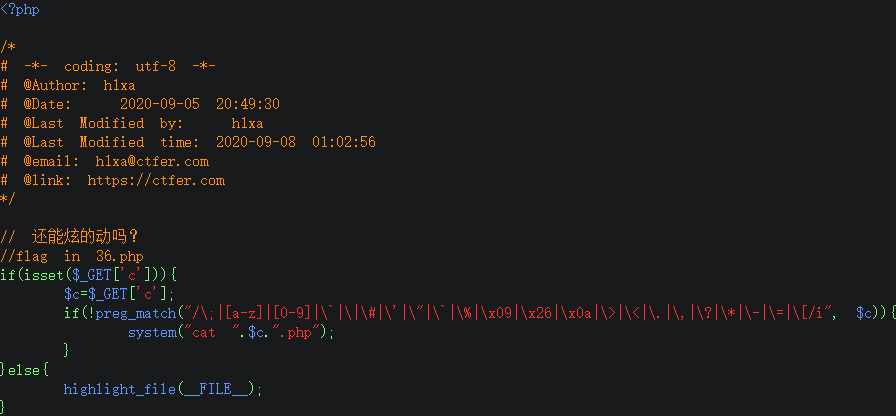 <?php
/*
# -*- coding: utf-8 -*-
# @Author: h1xa
# @Date: 2020-09-05 20:49:30
# @Last Modified by: h1xa
# @Last Modified time: 2020-09-08 01:02:56
# @email: h1xa@ctfer.com
# @link: https://ctfer.com
*/
// 还能炫的动吗？
//flag in 36.php
if(isset($_GET['c'])){
$c=$_GET['c'];
if(!preg_match("/\;|[a-z]|[0-9]|\`|\|\#|\'|\"|\`|\%|\x09|\x26|\x0a|\>|\<|\.|\,|\?|\*|\-|\=|\[/i", $c)){
system("cat ".$c.".php");
}
}else{
highlight_file(__FILE__);
}